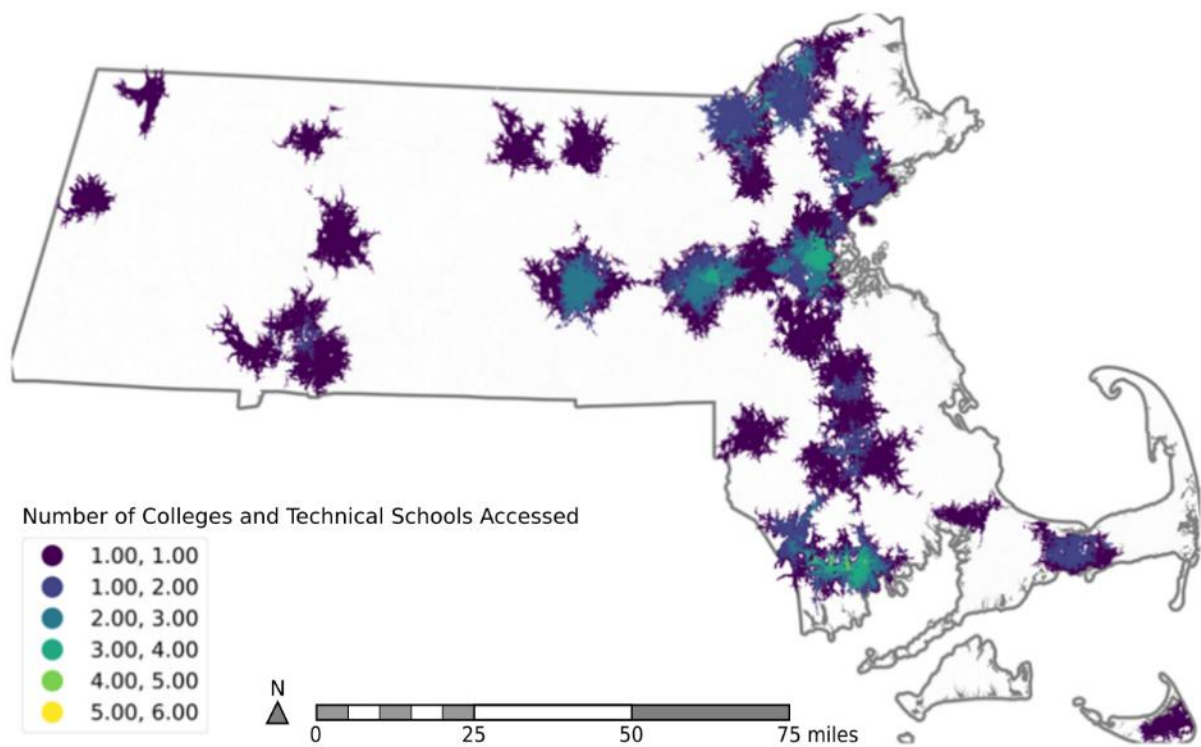 Number of Colleges and Technical Schools Accessed
1.00, 1.00
1.00, 2.00
2.00, 3.00
3.00, 4.00
4.00, 5.00
5.00, 6.00
N
0 25 50 75 miles